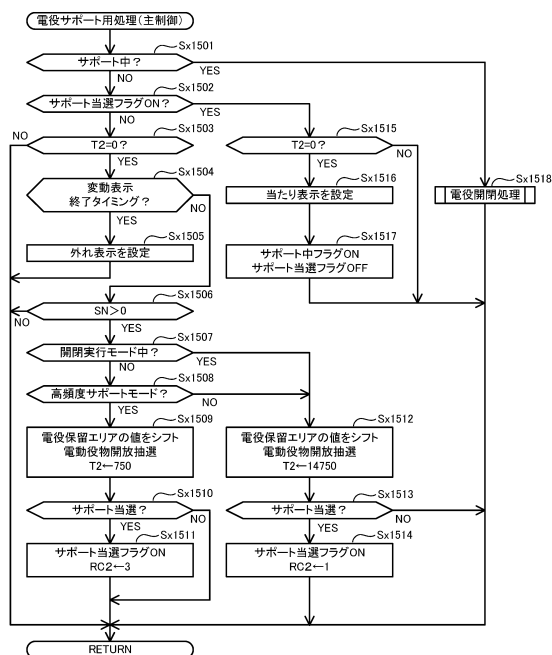 電役サポート用処理(主制御)
Sx1501
サポート中?
YES
NO
Sx1502
サポート当選フラグON?
YES
NO
Sx1503
NO
T2=0?
YES
Sx1504
変動表示
終了タイミング?
NO
YES
Sx1505
外れ表示を設定
Sx1515
T2=0?
NO
YES
Sx1516
当たり表示を設定
Sx1517
サポート中フラグON
サポート当選フラグOFF
Sx1518
電役開閉処理
Sx1506
SN>0
NO
YES
Sx1507
開閉実行モード中?
YES
NO
Sx1508
高頻度サポートモード?
NO
YES
Sx1509
電役保留エリアの値をシフト
電動役物開放抽選
T2←750
Sx1510
サポート当選?
NO
YES
Sx1511
サポート当選フラグON
RC2←3
Sx1512
電役保留エリアの値をシフト
電動役物開放抽選
T2←14750
Sx1513
サポート当選?
NO
YES
Sx1514
サポート当選フラグON
RC2←1
RETURN